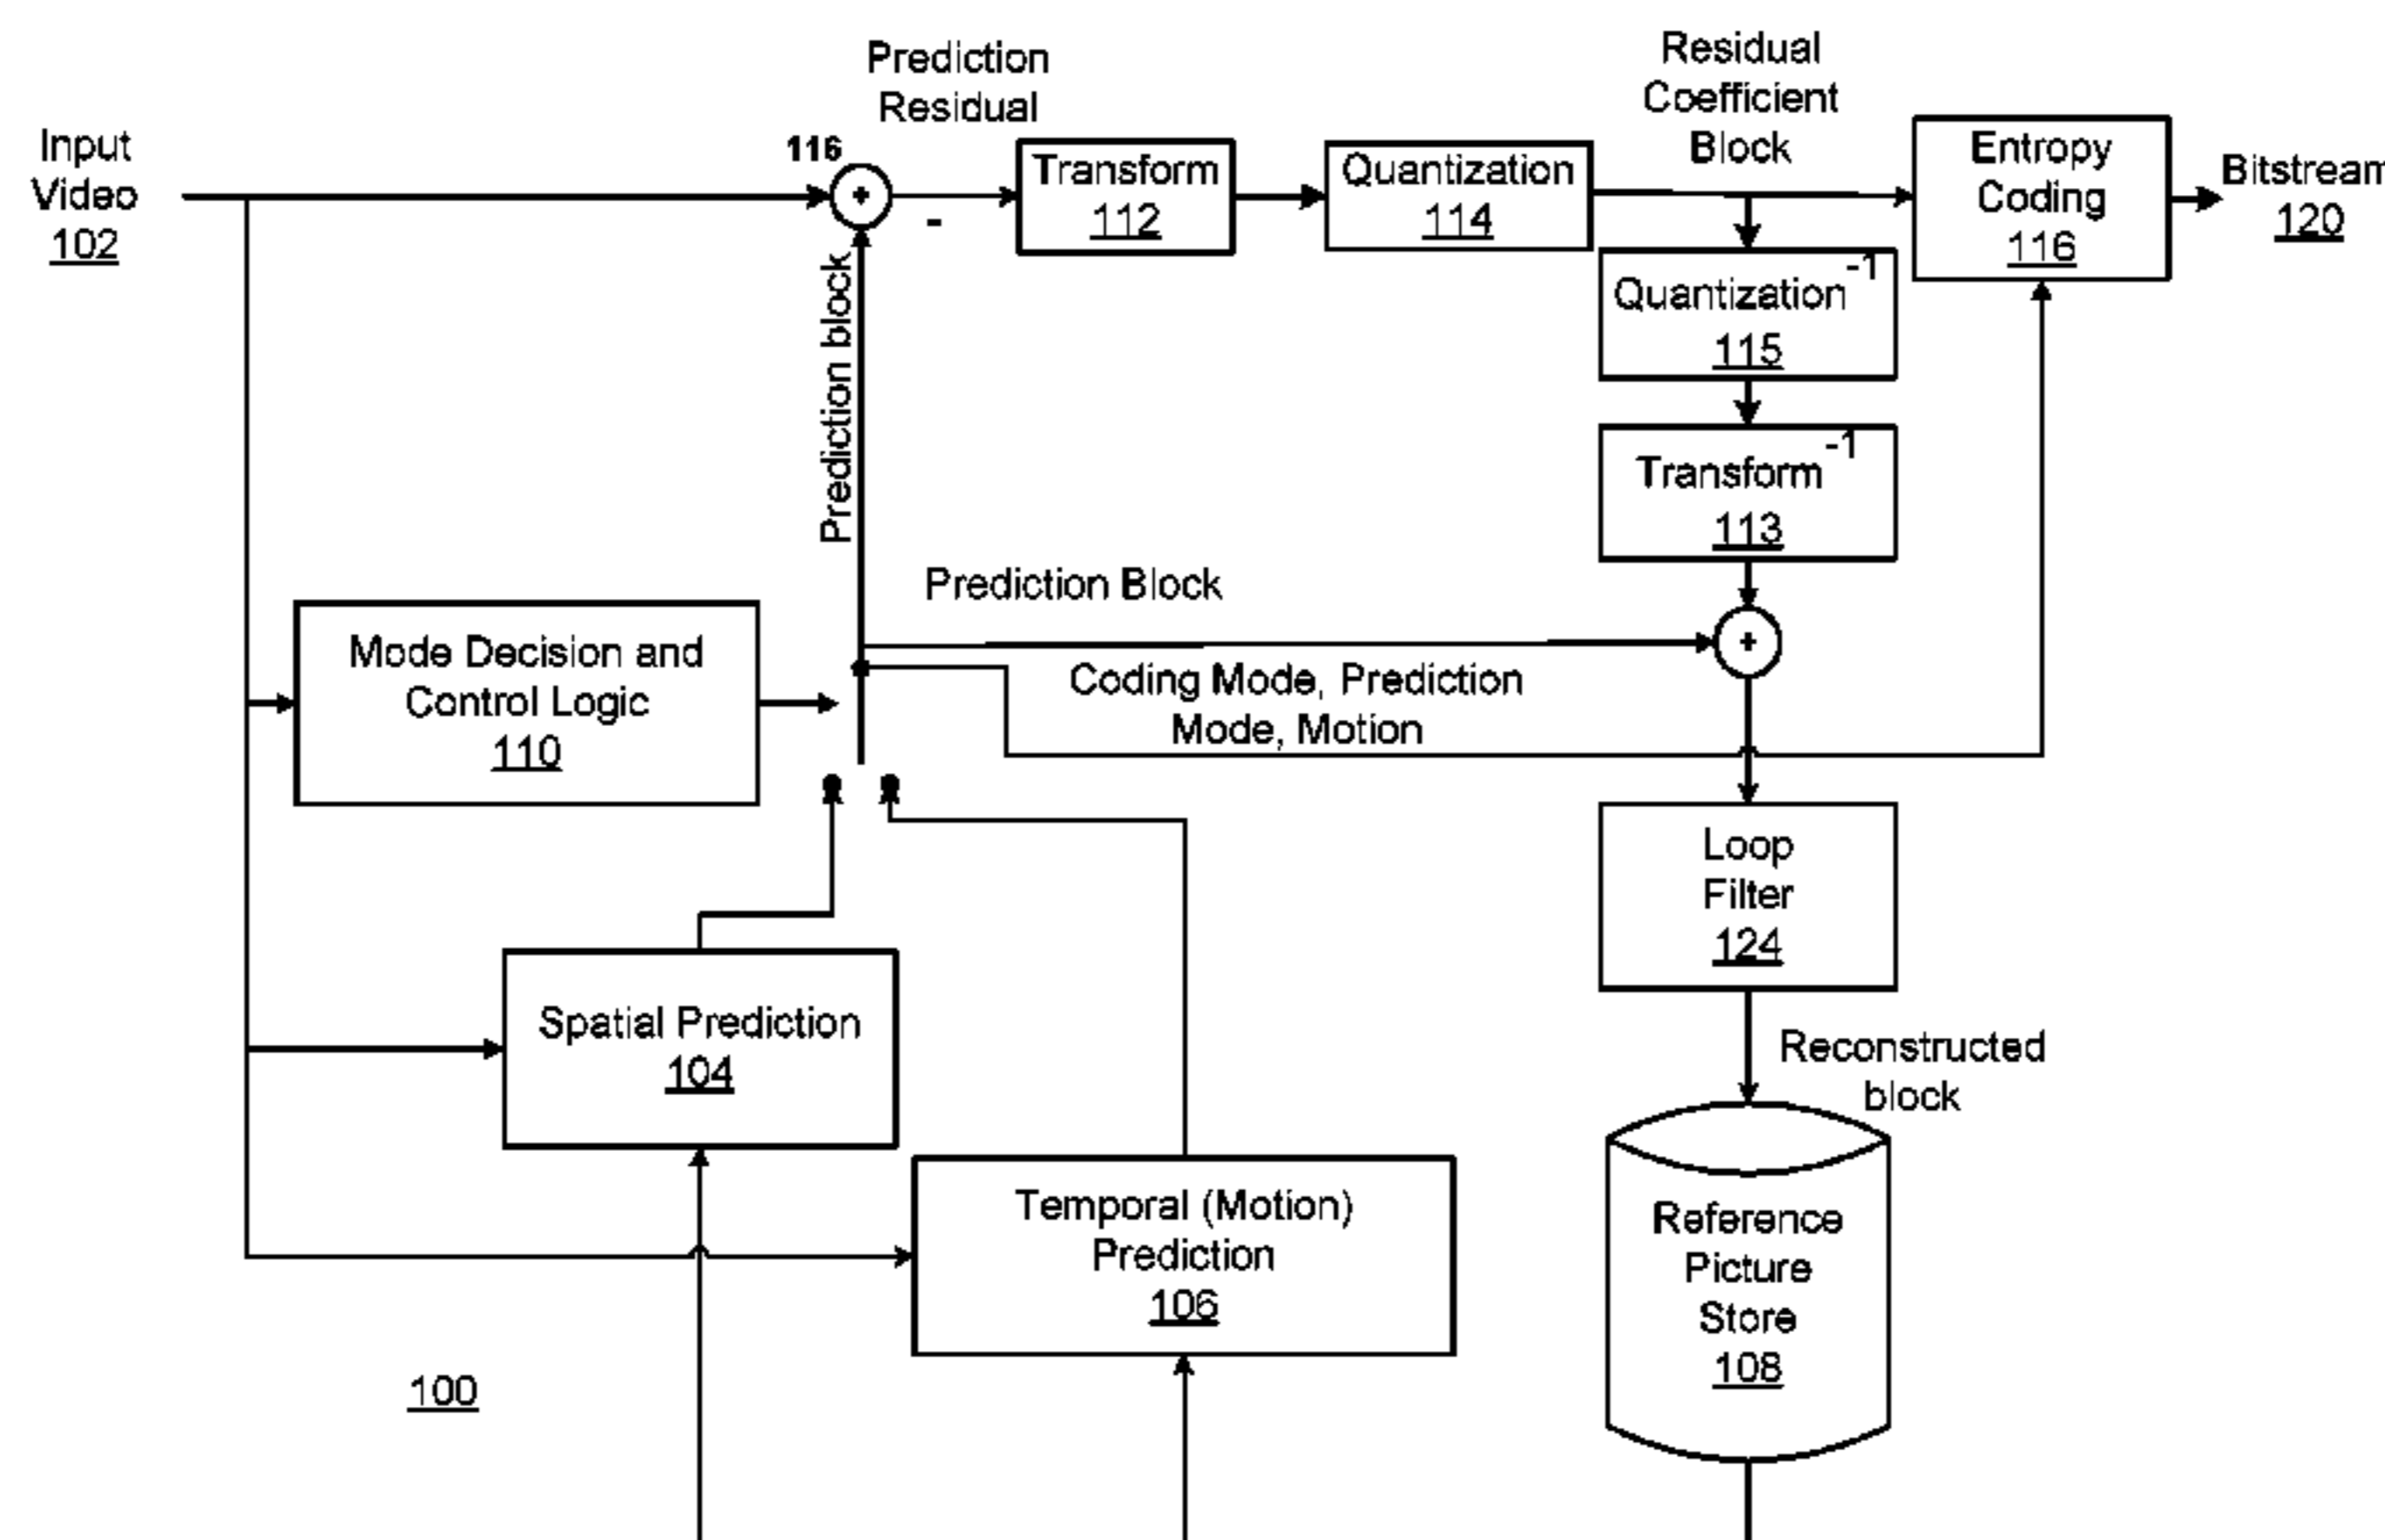 Prediction
Residual
Residual
Coefficient
Block
Input
Video
102
116
+
-
Transform
112
Quantization
114
Entropy
Coding
116
Bitstream
120
Prediction block
Quantization-1
115
Transform-1
113
Prediction Block
+
Mode Decision and
Control Logic
110
Coding Mode, Prediction
Mode, Motion
Loop
Filter
124
Spatial Prediction
104
Reconstructed
block
Temporal (Motion)
Prediction
106
Reference
Picture
Store
108
100